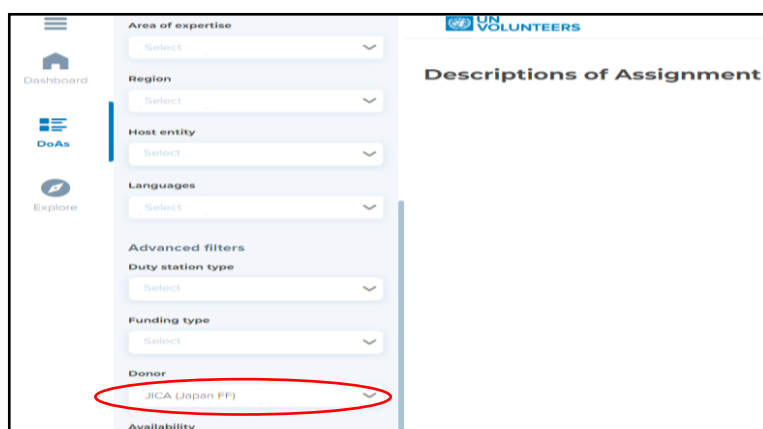 Dashboard
DoAs
Explore
Area of expertise
Select
Region
Select
Host entity
Select
Languages
Select
Advanced filters
Duty station type
Select
Funding type
Select
Donor
JICA (Japan FF)
Availability
UN
VOLUNTEERS
Descriptions of Assignment